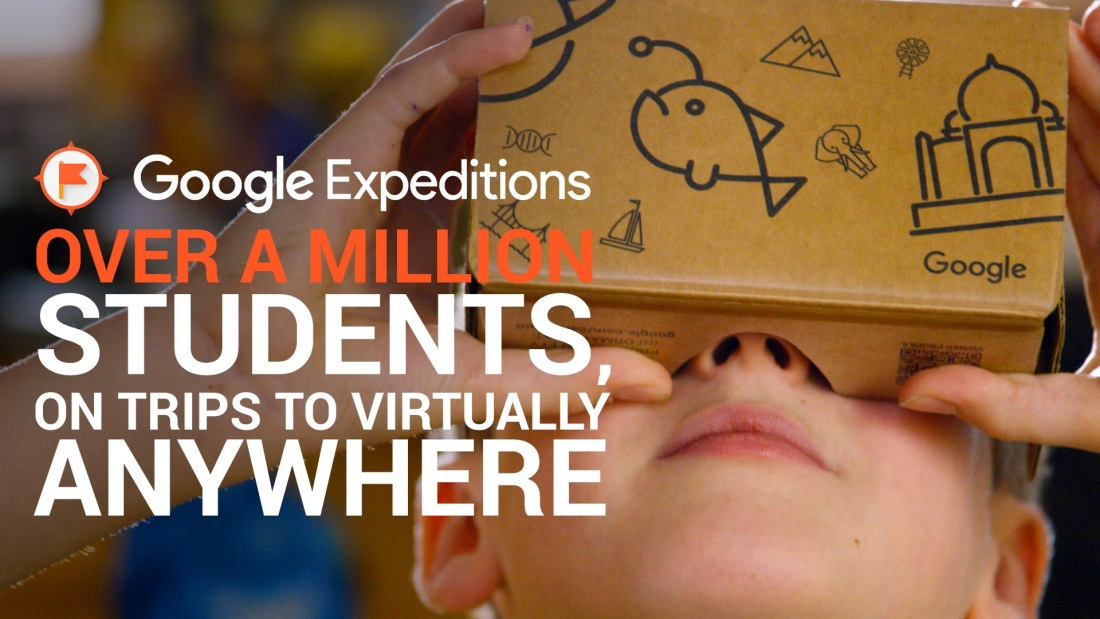 Google Expeditions
OVER A MILLION
STUDENTS,
ON TRIPS TO VIRTUALLY
ANYWHERE
Google